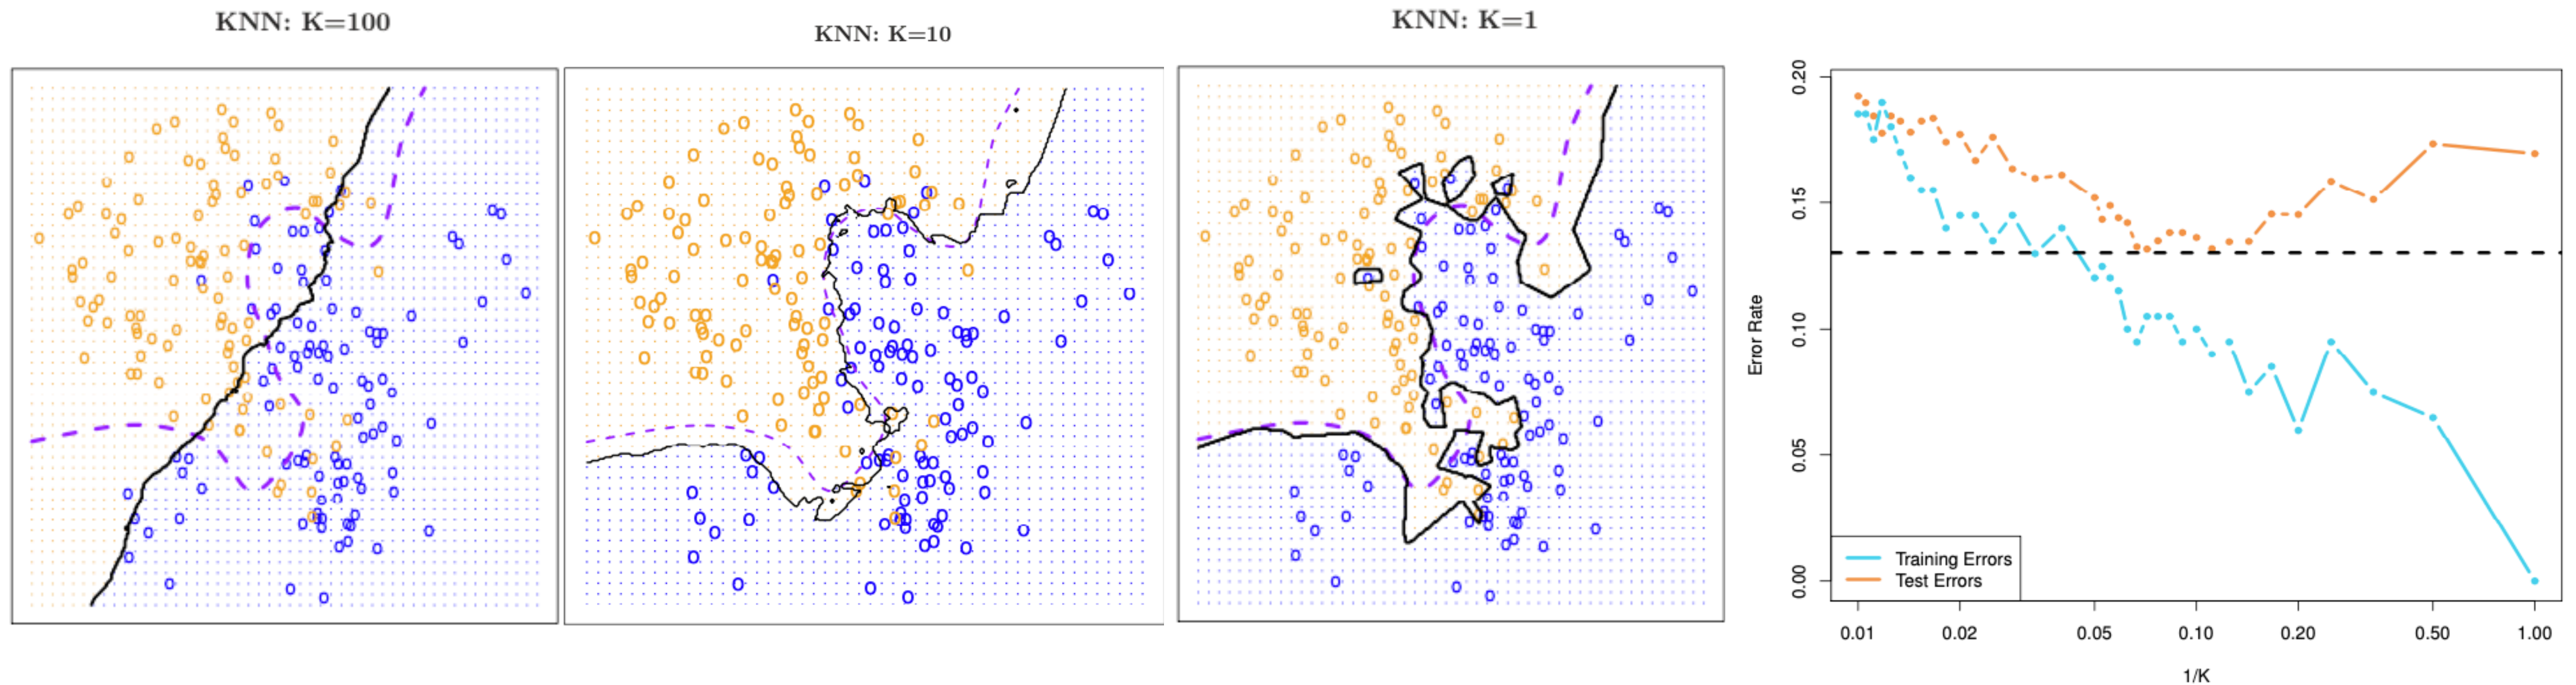 KNN: K=100
KNN: K=10
KNN: K=1
Error Rate
0.20
0.15
0.10
0.05
0.00
Training Errors
Test Errors
0.01 0.02 0.05 0.10 0.20 0.50 1.00
1/K